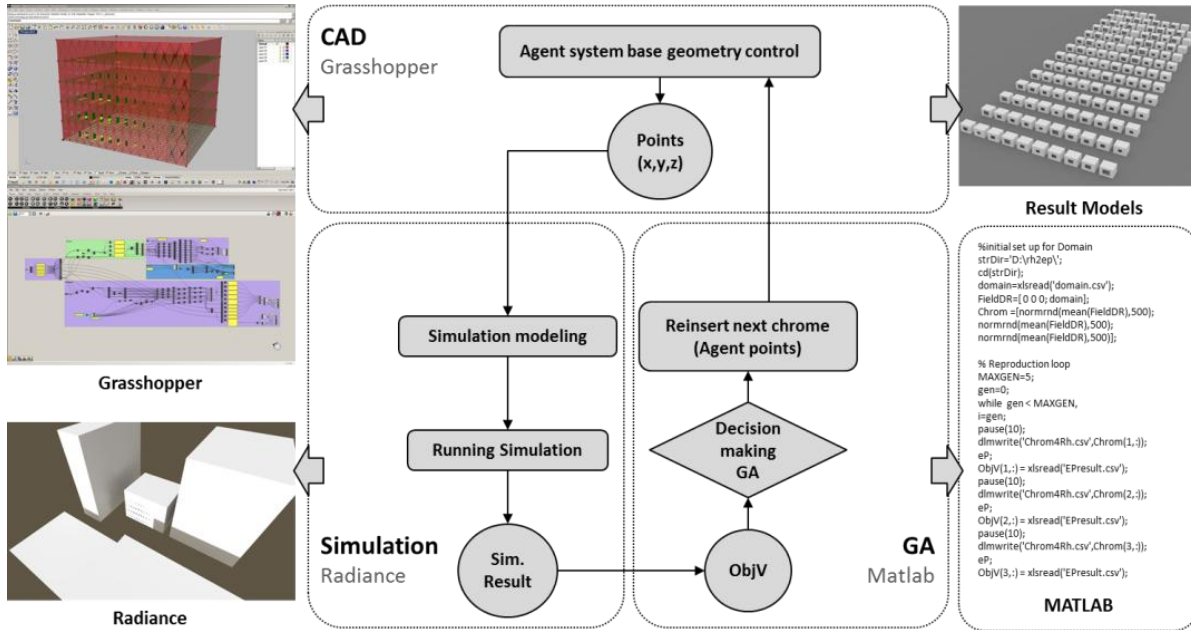 CAD
Grasshopper
Agent system base geometry control
Points
(x,y,z)
Result Models
Grasshopper
Simulation modeling
Running Simulation
Simulation
Radiance
Sim.
Result
Radiance
Reinsert next chrome
(Agent points)
Decision
making
GA
ObjV
GA
Matlab
%initial set up for Domain
strDir='D:\rh2ep\';
cd(strDir);
domain=xlsread('domain.csv');
FieldDR=[ 0 0 0; domain];
Chrom =[normrnd(mean(FieldDR),500);
normrnd(mean(FieldDR),500);
normrnd(mean(FieldDR),500)];
% Reproduction loop
MAXGEN=5;
gen=0;
while gen < MAXGEN,
i=gen;
pause(10);
dlmwrite('Chrom4Rh.csv',Chrom(1,:));
eP;
ObjV(1,:) = xlsread('EPresult.csv');
pause(10);
dlmwrite('Chrom4Rh.csv',Chrom(2,:));
eP;
ObjV(2,:) = xlsread('EPresult.csv');
pause(10);
dlmwrite('Chrom4Rh.csv',Chrom(3,:));
eP;
ObjV(3,:) = xlsread('EPresult.csv');
MATLAB